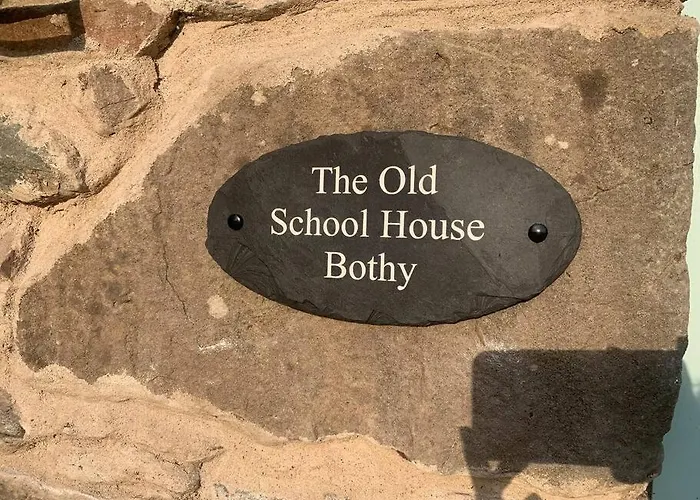 The Old
School House
Bothy